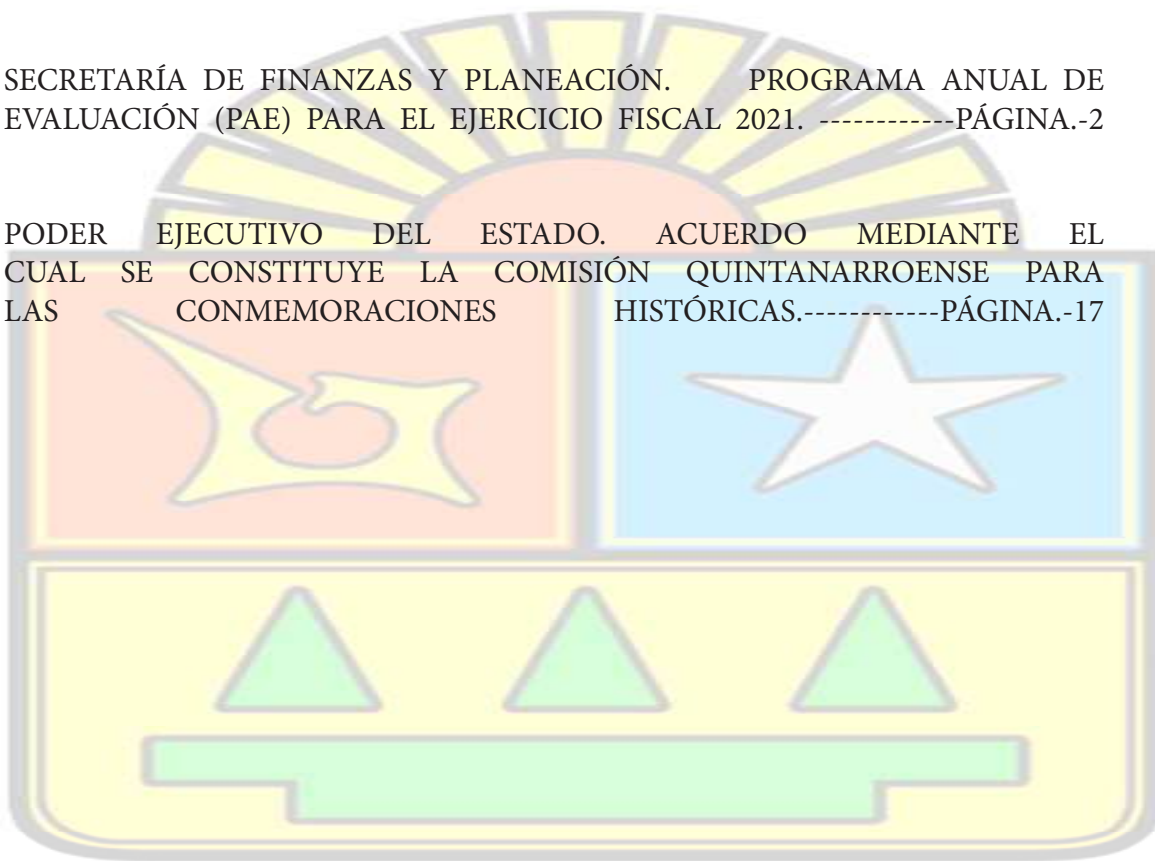 SECRETARÍA DE FINANZAS Y PLANEACIÓN. PROGRAMA ANUAL DE
EVALUACIÓN (PAE) PARA EL EJERCICIO FISCAL 2021. ------------PÁGINA.-2
PODER EJECUTIVO DEL ESTADO. ACUERDO MEDIANTE EL
CUAL SE CONSTITUYE LA COMISIÓN QUINTANARROENSE PARA
LAS CONMEMORACIONES HISTÓRICAS.------------PÁGINA.-17